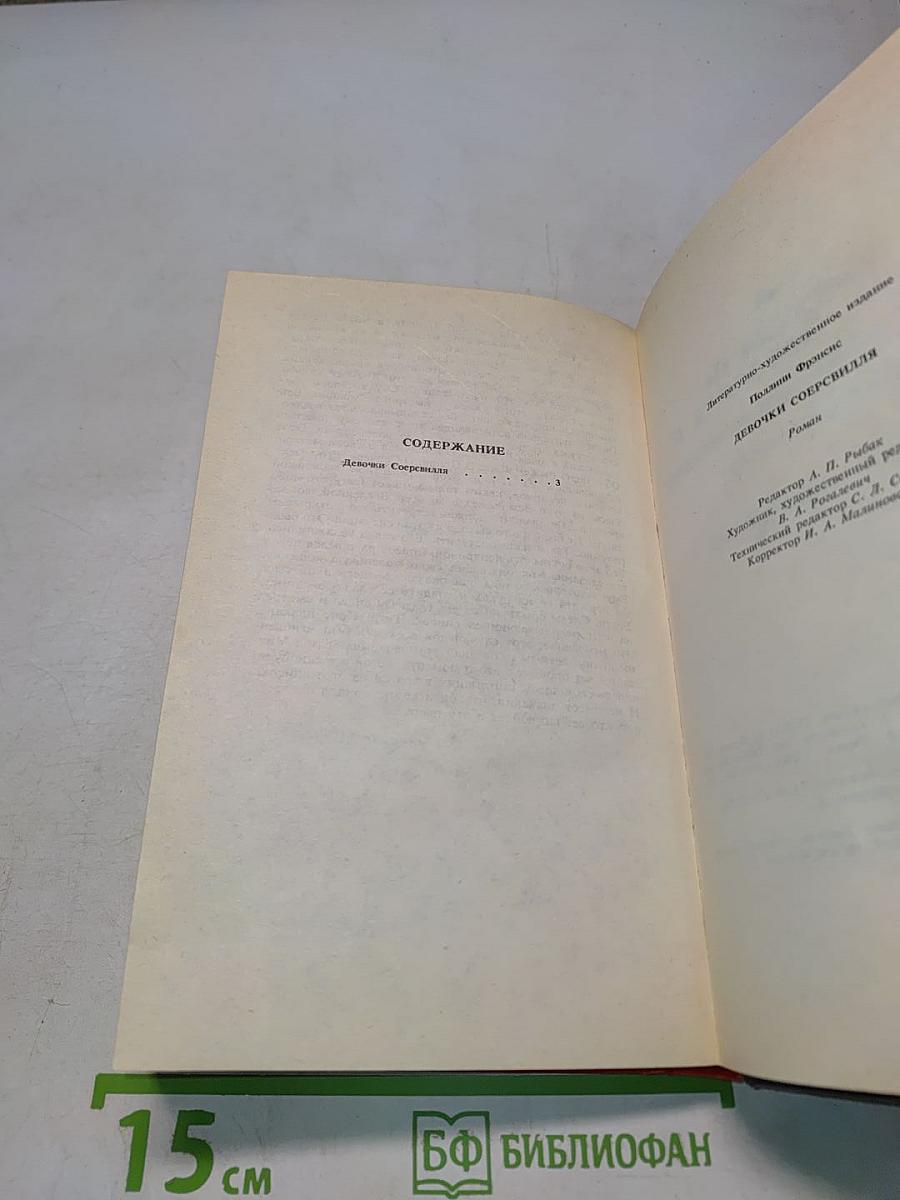 СОДЕРЖАНИЕ
Девочки Соерсвилля . . . . . . . 3
Литературно-художественное издание
Поллини Фрэнсис
ДЕВОЧКИ СОЕРСВИЛЛЯ
Роман
Редактор А. П. Рыбак
Художник, художественный
В. А. Рогалевич
Технический редактор С. Д.
Корректор И. А.
15 см
БФ БИБЛИОФАН